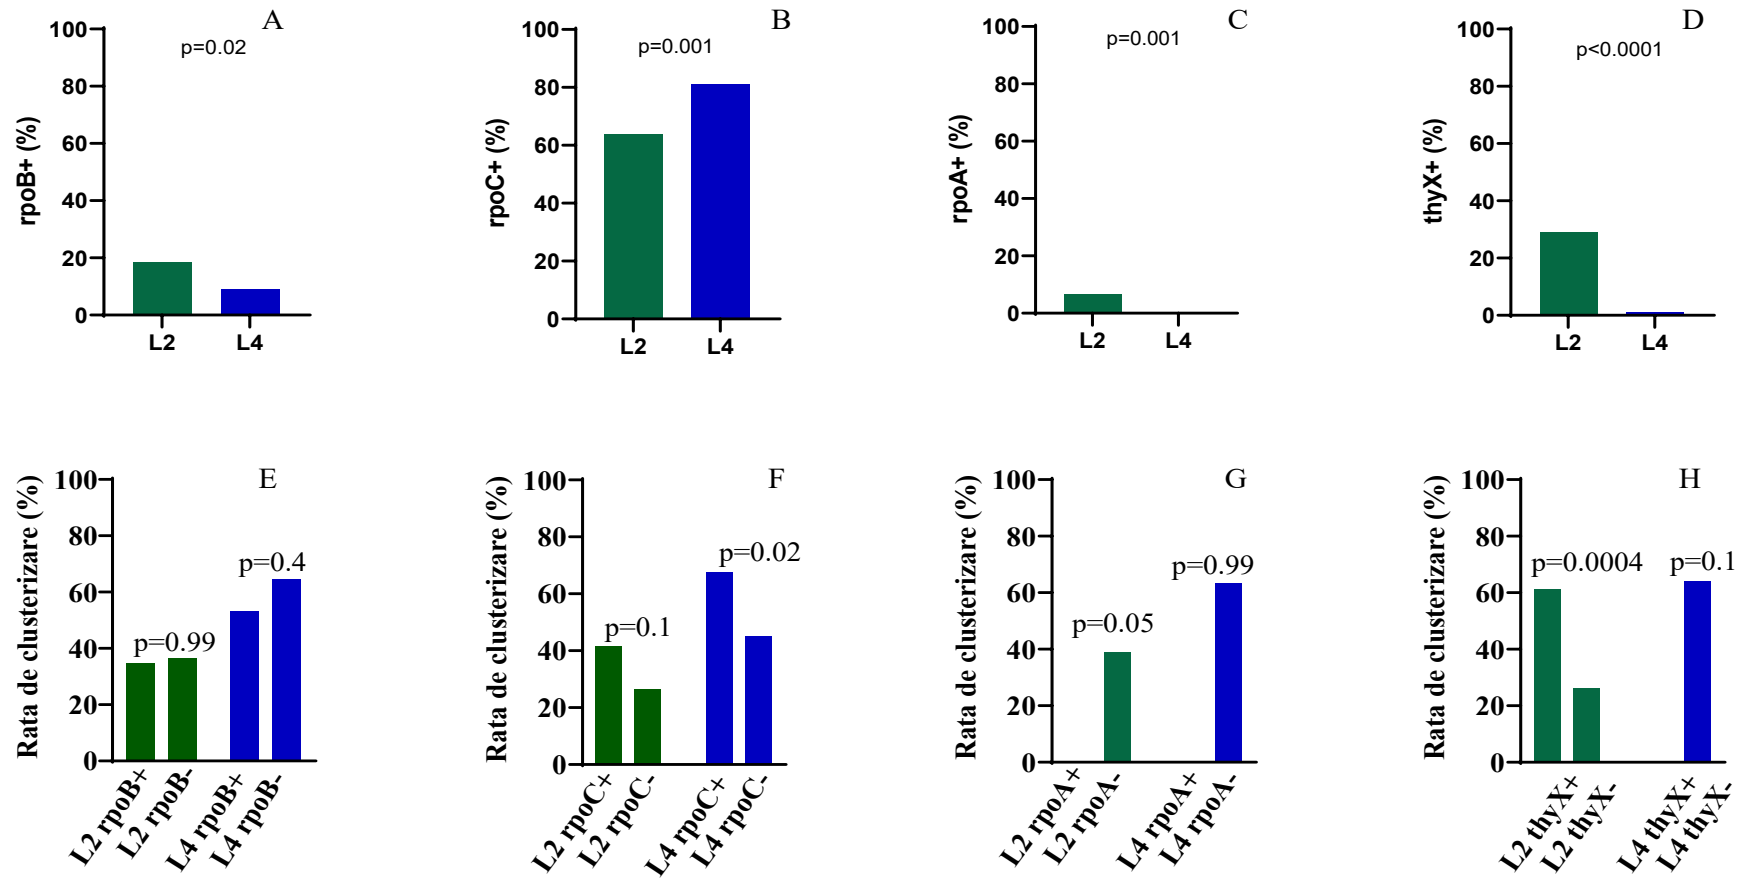 A
p=0.02
rpoB+ (%)
100
80
60
40
20
0
L2 L4
B
p=0.001
rpoC+ (%)
100
80
60
40
20
0
L2 L4
C
p=0.001
rpoA+ (%)
100
80
60
40
20
0
L2 L4
D
p<0.0001
thyX+ (%)
100
80
60
40
20
0
L2 L4
E
Rata de clusterizare (%)
100
80
60
40
20
0
p=0.99
p=0.4
L2 rpoB+
L2 rpoB-
L4 rpoB+
L4 rpoB-
F
Rata de clusterizare (%)
100
80
60
40
20
0
p=0.1
p=0.02
L2 rpoC+
L2 rpoC-
L4 rpoC+
L4 rpoC-
G
Rata de clusterizare (%)
100
80
60
40
20
0
p=0.05
p=0.99
L2 rpoA+
L2 rpoA-
L4 rpoA+
L4 rpoA-
H
Rata de clusterizare (%)
100
80
60
40
20
0
p=0.0004
p=0.1
L2 thyX+
L2 thyX-
L4 thyX+
L4 thyX-